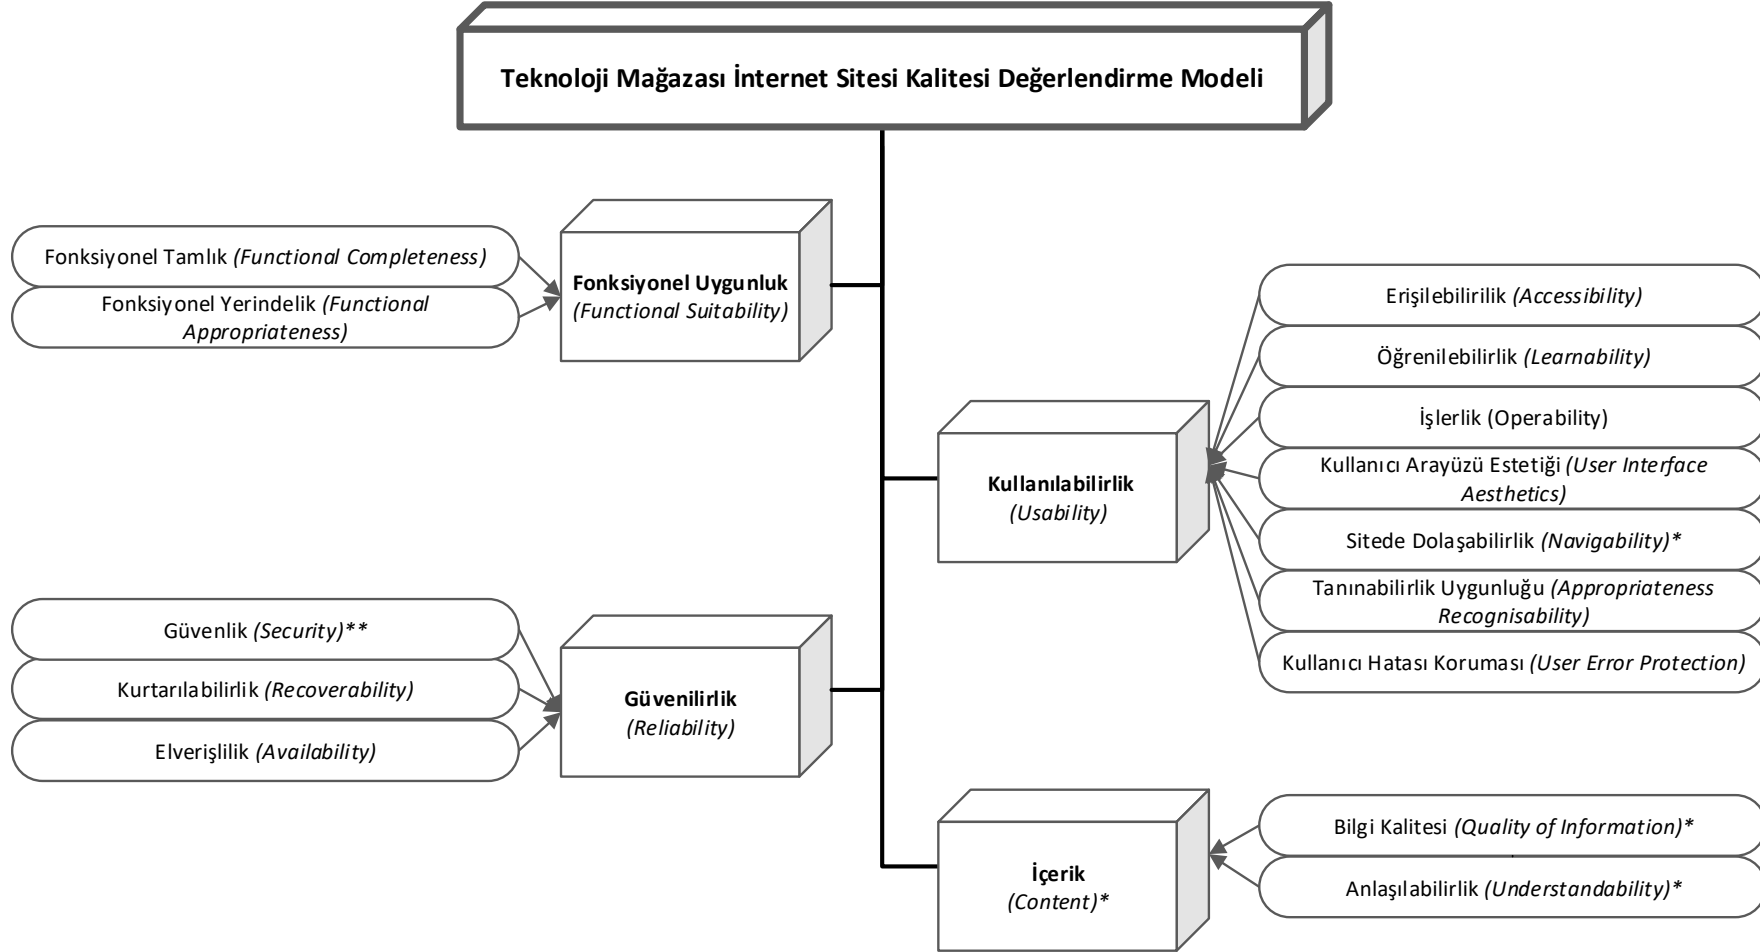 Teknoloji Mağazası İnternet Sitesi Kalitesi Değerlendirme Modeli
Fonksiyonel Tamlık (Functional Completeness)
Fonksiyonel Yerindelik (Functional
Appropriateness)
Fonksiyonel Uygunluk
(Functional Suitability)
Erişilebilirilik (Accessibility)
Öğrenilebilirlik (Learnability)
İşlerlik (Operability)
Kullanıcı Arayüzü Estetiği (User Interface
Aesthetics)
Sitede Dolaşabilirlik (Navigability)*
Tanınabilirlik Uygunluğu (Appropriateness
Recognisability)
Kullanıcı Hatası Koruması (User Error Protection)
Kullanılabilirlik
(Usability)
Güvenlik (Security)**
Kurtarılabilirlik (Recoverability)
Elverişlilik (Availability)
Güvenilirlik
(Reliability)
İçerik
(Content)*
Bilgi Kalitesi (Quality of Information)*
Anlaşılabilirlik (Understandability)*